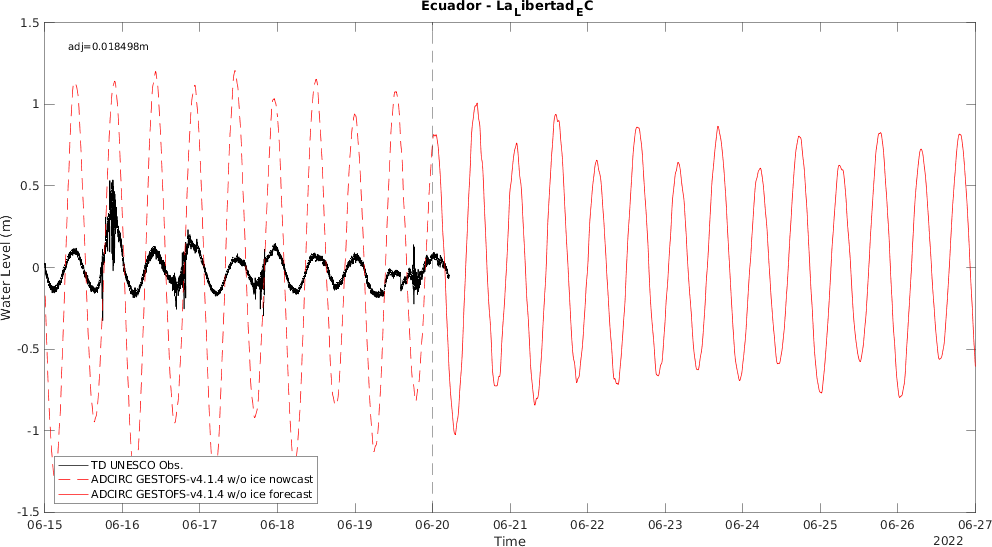 Ecuador - LaLibertadEC
adj=0.018498m
Water Level (m)
1.5
1
0.5
0
-0.5
-1
-1.5
TD UNESCO Obs.
ADCIRC GESTOFS-v4.1.4 w/o ice nowcast
ADCIRC GESTOFS-v4.1.4 w/o ice forecast
06-15 06-16 06-17 06-18 06-19 06-20 06-21 06-22 06-23 06-24 06-25 06-26 06-27
Time
2022